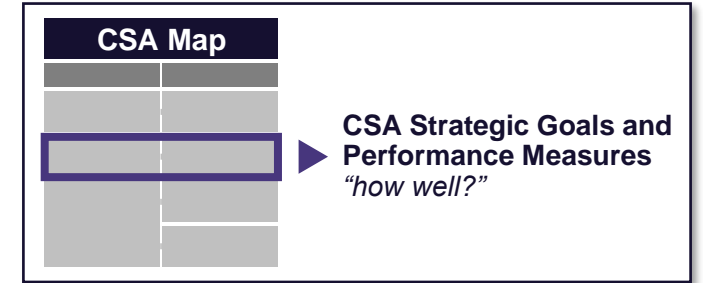 CSA Map
CSA Strategic Goals and
Performance Measures
“how well?”